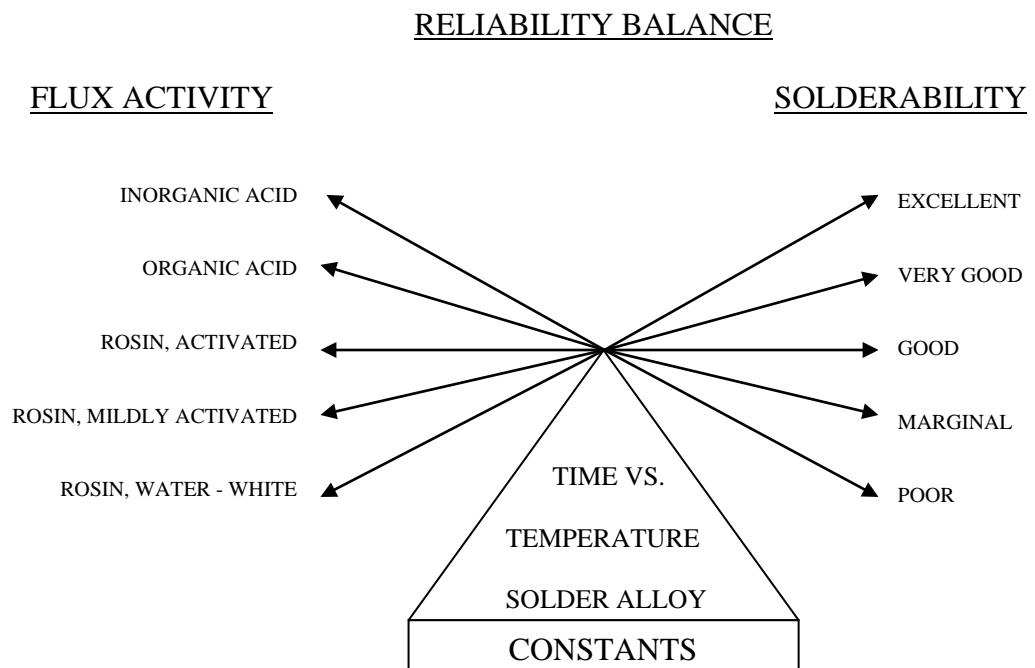 RELIABILITY BALANCE
FLUX ACTIVITY
SOLDERABILITY
INORGANIC ACID
ORGANIC ACID
ROSIN, ACTIVATED
ROSIN, MILDLY ACTIVATED
ROSIN, WATER - WHITE
EXCELLENT
VERY GOOD
GOOD
MARGINAL
POOR
TIME VS.
TEMPERATURE
SOLDER ALLOY
CONSTANTS